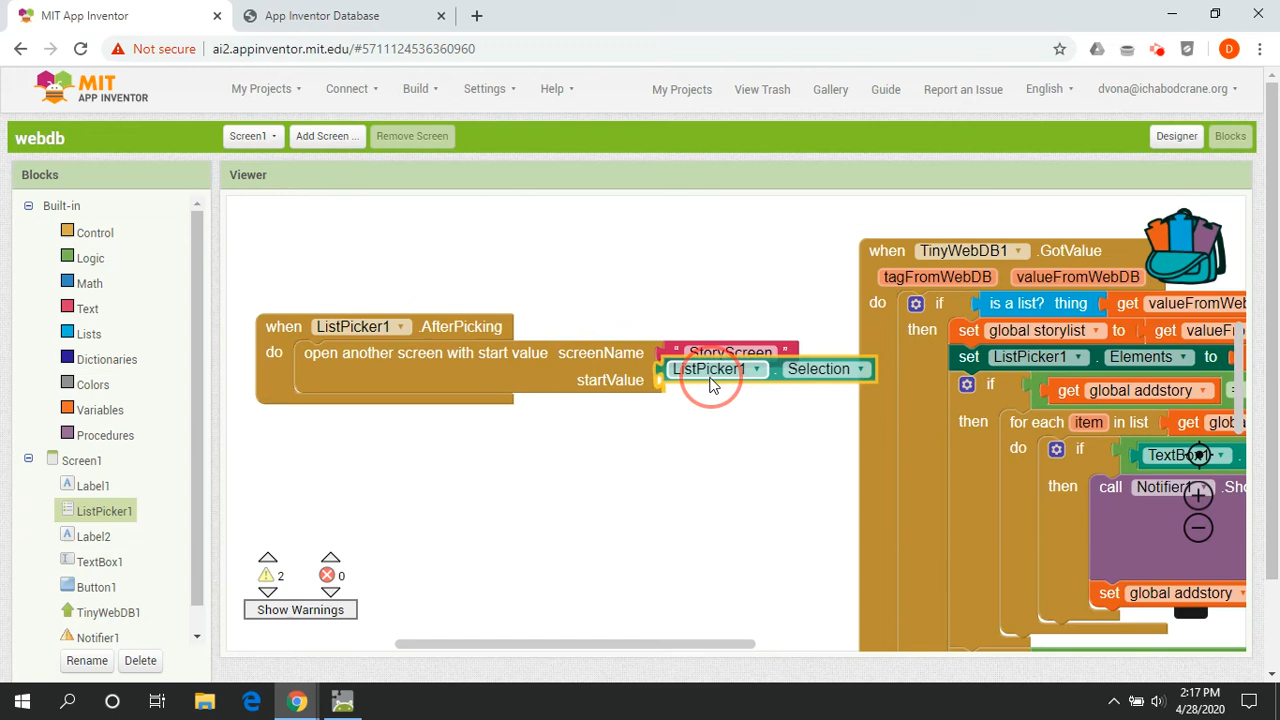 MIT App Inventor
App Inventor Database
Not secure
ai2.appinventor.mit.edu/#5711124536360960
D
MIT
APP INVENTOR
My Projects
Connect
Build
Settings
Help
My Projects
View Trash
Gallery
Guide
Report an Issue
English
dvona@ichabodcrane.org
webdb
Screen1
Add Screen ...
Remove Screen
Designer
Blocks
Blocks
Viewer
Built-in
Control
Logic
Math
Text
Lists
Dictionaries
Colors
Variables
Procedures
Screen1
Label1
ListPicker1
Label2
TextBox1
Button1
TinyWebDB1
Notifier1
Rename
Delete
when ListPicker1 .AfterPicking
do open another screen with start value screenName " StoryScreen "
startValue
ListPicker1 . Selection
2
0
Show Warnings
when TinyWebDB1 .GotValue
tagFromWebDB valueFromWebDB
do if is a list? thing get valueFromWeb
then set global storylist to get valueFr
set ListPicker1 . Elements to
if get global addstory =
then for each item in list get glob
do if TextBox1 .
then call Notifier1 .Sho
set global addstory
2:17 PM
4/28/2020